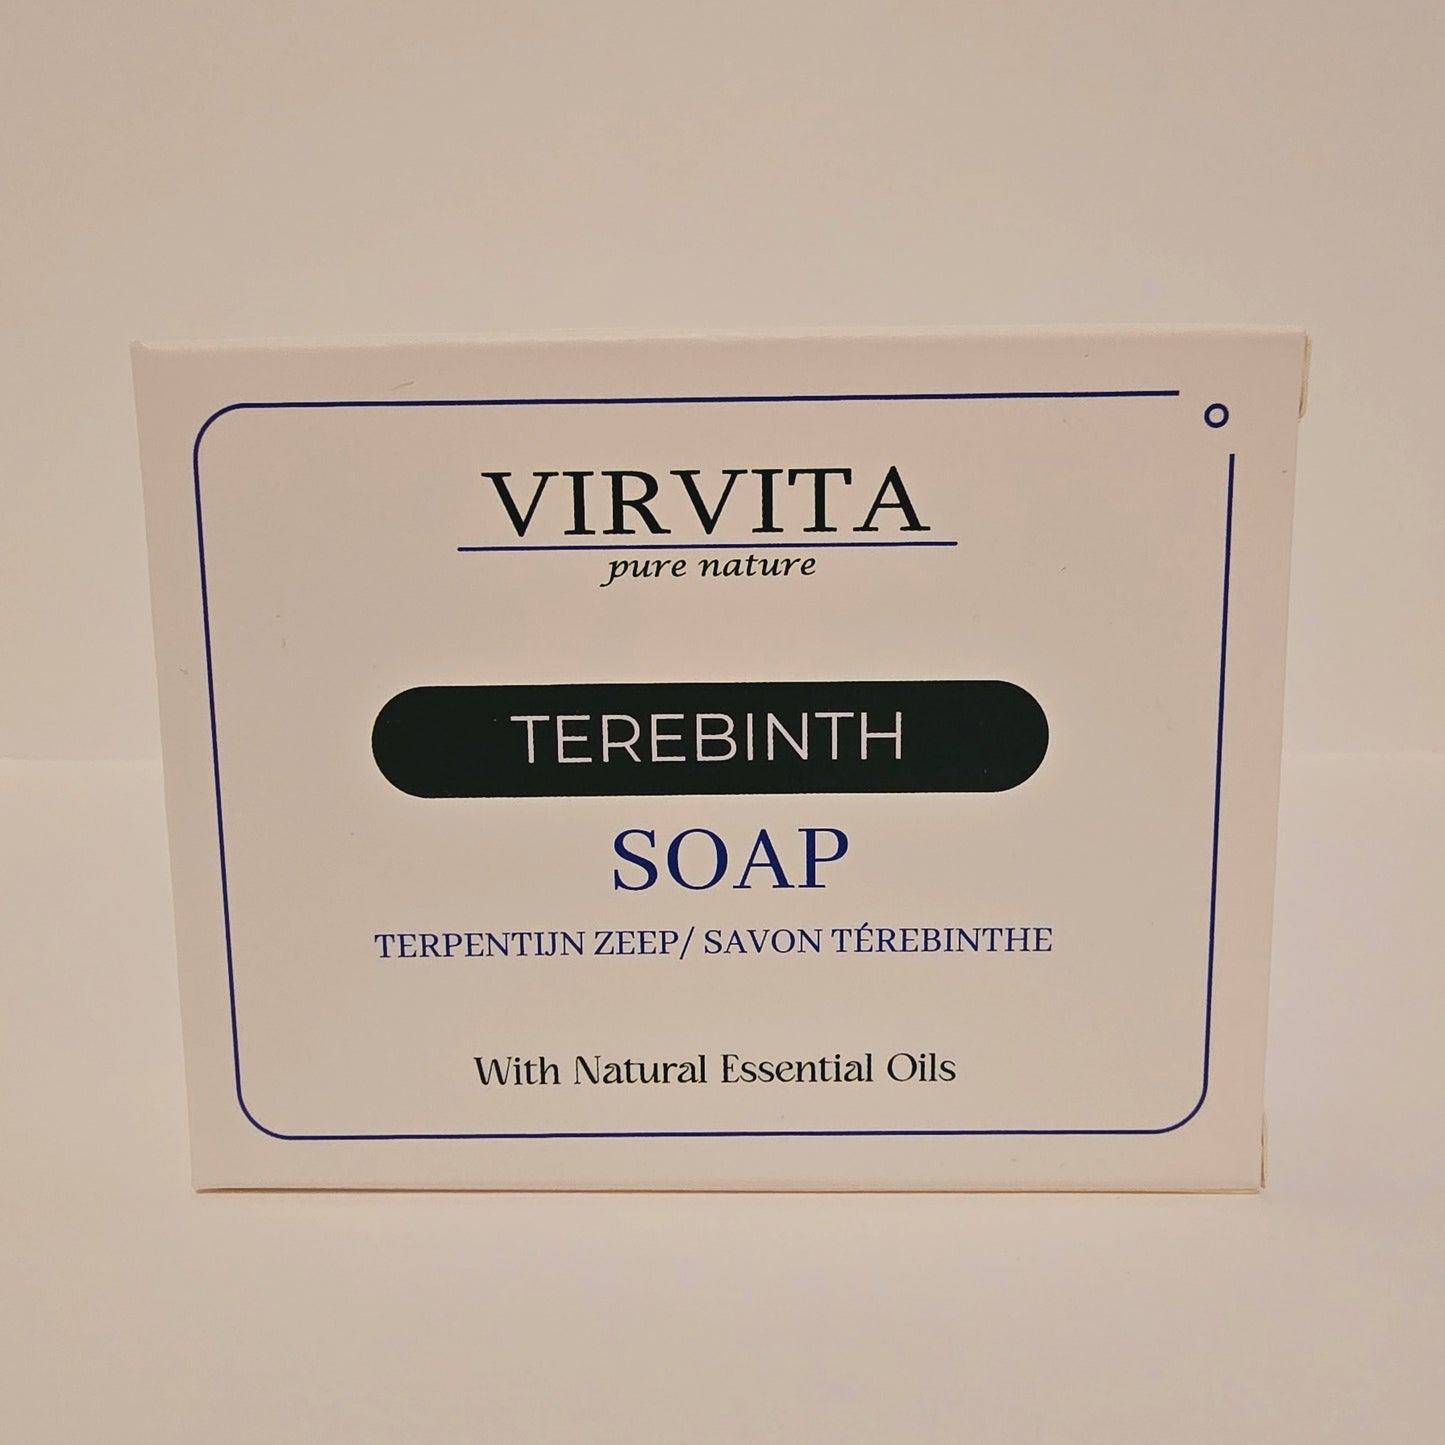 VIRVITA
pure nature
TEREBINTH
SOAP
TERPENTIJN ZEEP/ SAVON TÉREBINTHE
With Natural Essential Oils